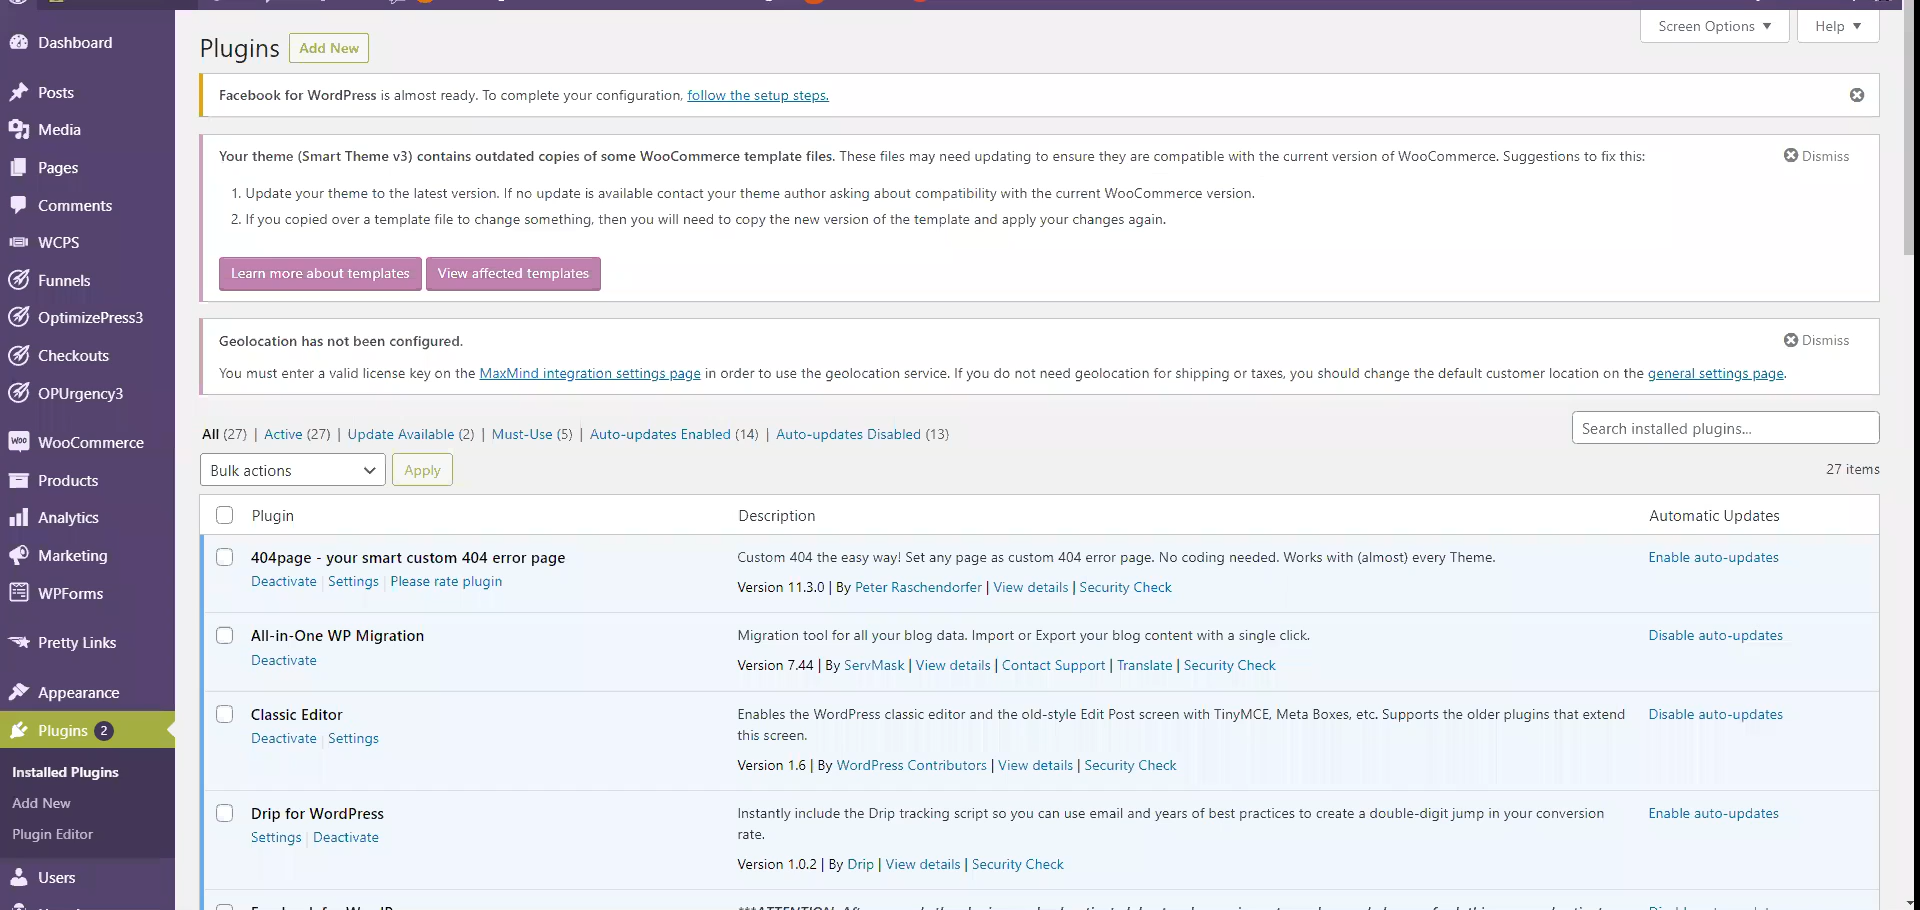 Screen Options
Help
Dashboard
Posts
Media
Pages
Comments
WCPS
Funnels
OptimizePress3
Checkouts
OPUrgency3
WooCommerce
Products
Analytics
Marketing
WPForms
Pretty Links
Appearance
Plugins 2
Installed Plugins
Add New
Plugin Editor
Users
Plugins Add New
Facebook for WordPress is almost ready. To complete your configuration, follow the setup steps.
Your theme (Smart Theme v3) contains outdated copies of some WooCommerce template files. These files may need updating to ensure they are compatible with the current version of WooCommerce. Suggestions to fix this:
Dismiss
1. Update your theme to the latest version. If no update is available contact your theme author asking about compatibility with the current WooCommerce version.
2. If you copied over a template file to change something, then you will need to copy the new version of the template and apply your changes again.
Learn more about templates View affected templates
Geolocation has not been configured.
Dismiss
You must enter a valid license key on the MaxMind integration settings page in order to use the geolocation service. If you do not need geolocation for shipping or taxes, you should change the default customer location on the general settings page.
All (27) | Active (27) | Update Available (2) | Must-Use (5) | Auto-updates Enabled (14) | Auto-updates Disabled (13)
Search installed plugins...
Bulk actions Apply
27 items
Plugin Description Automatic Updates
404page - your smart custom 404 error page
Deactivate | Settings | Please rate plugin
Custom 404 the easy way! Set any page as custom 404 error page. No coding needed. Works with (almost) every Theme.
Version 11.3.0 | By Peter Raschendorfer | View details | Security Check
Enable auto-updates
All-in-One WP Migration
Deactivate
Migration tool for all your blog data. Import or Export your blog content with a single click.
Version 7.44 | By ServMask | View details | Contact Support | Translate | Security Check
Disable auto-updates
Classic Editor
Deactivate | Settings
Enables the WordPress classic editor and the old-style Edit Post screen with TinyMCE, Meta Boxes, etc. Supports the older plugins that extend
this screen.
Version 1.6 | By WordPress Contributors | View details | Security Check
Disable auto-updates
Drip for WordPress
Settings | Deactivate
Instantly include the Drip tracking script so you can use email and years of best practices to create a double-digit jump in your conversion
rate.
Version 1.0.2 | By Drip | View details | Security Check
Enable auto-updates